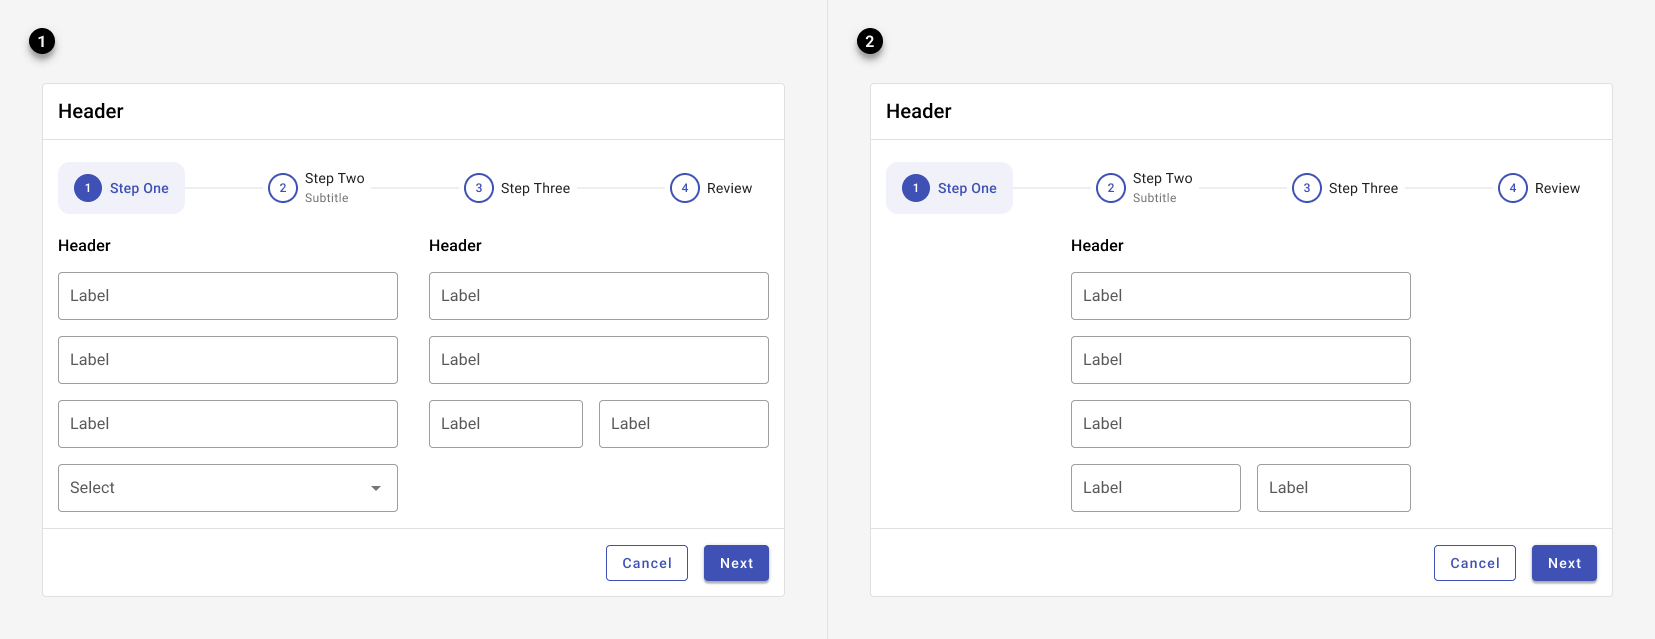 1
Header
1 Step One
2 Step Two
Subtitle
3 Step Three
4 Review
Header
Label
Label
Label
Select
Header
Label
Label
Label Label
Cancel Next
2
Header
1 Step One
2 Step Two
Subtitle
3 Step Three
4 Review
Header
Label
Label
Label
Label Label
Cancel Next